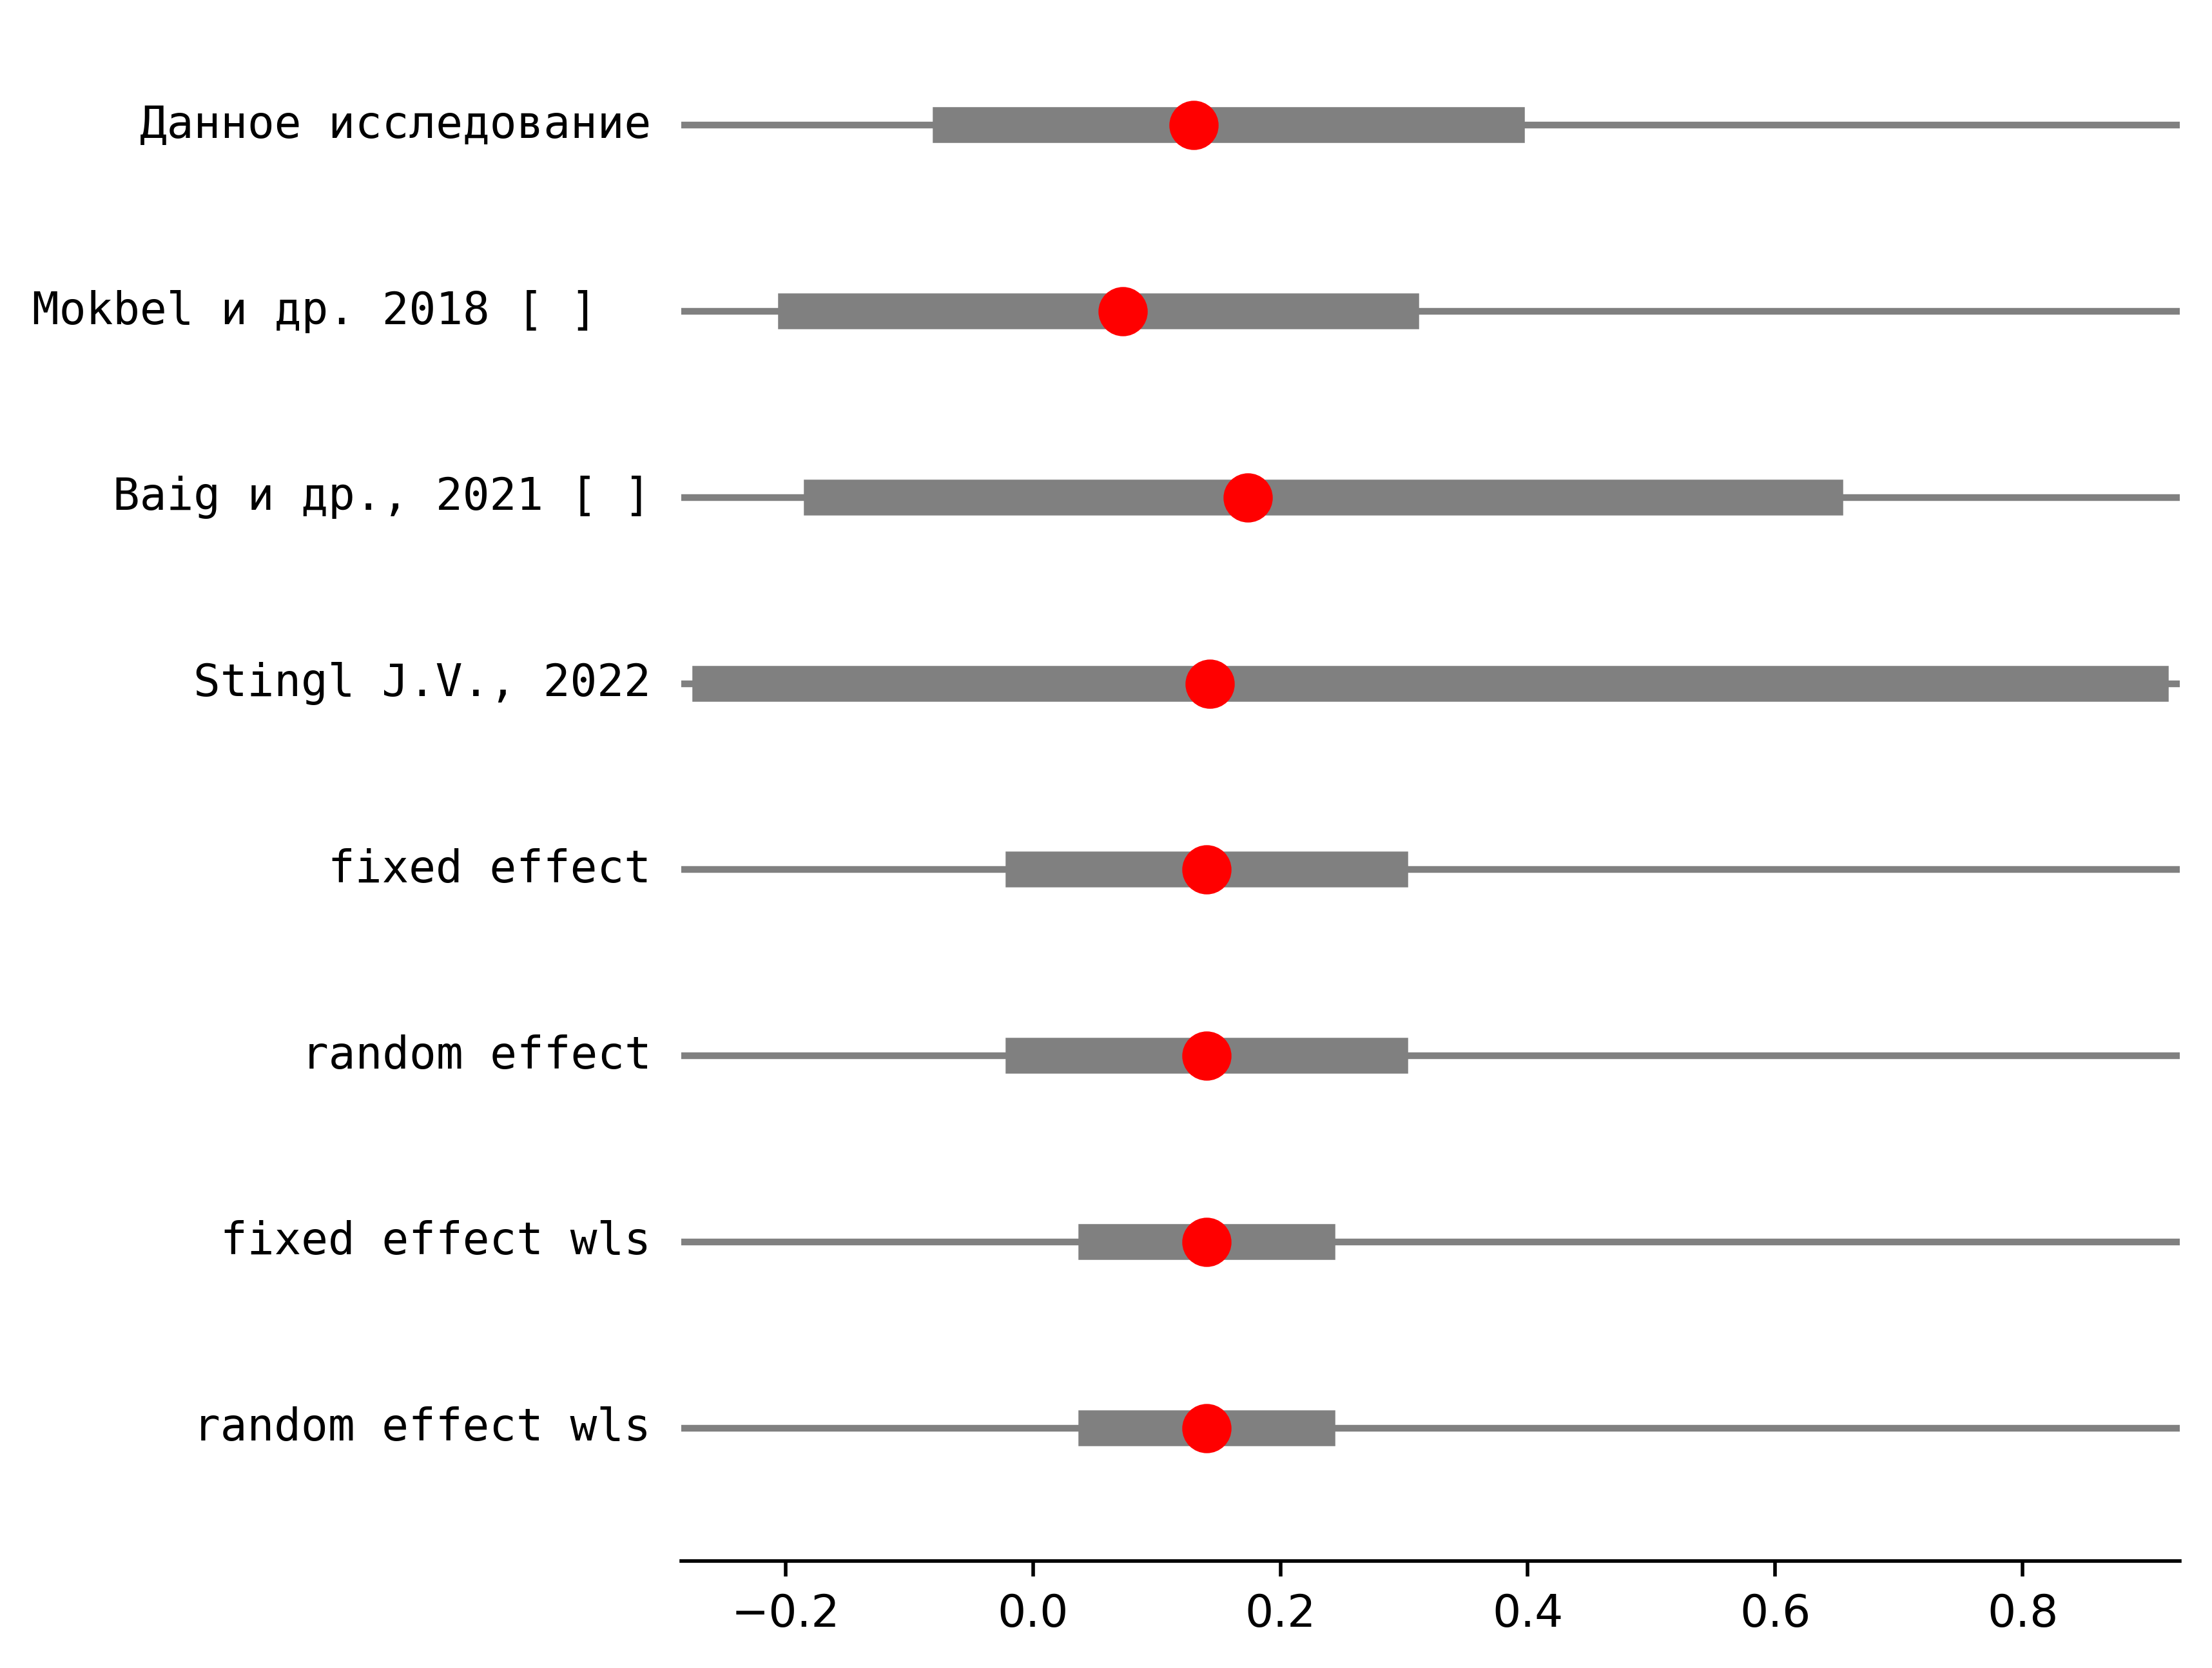 Данное исследование
Mokbel и др. 2018 [ ]
Baig и др., 2021 [ ]
Stingl J.V., 2022
fixed effect
random effect
fixed effect wls
random effect wls
−0.2 0.0 0.2 0.4 0.6 0.8